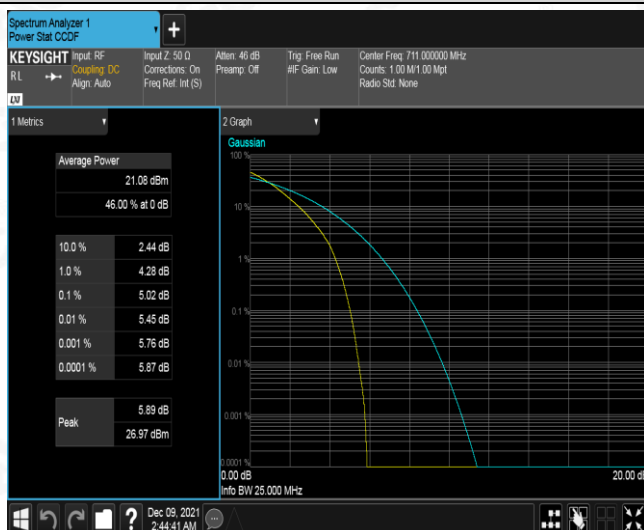 Spectrum Analyzer 1
Power Stat CCDF
+
KEYSIGHT
RL
LXI
Input: RF
Coupling: DC
Align: Auto
Input Z: 50 Ω
Corrections: On
Freq Ref: Int (S)
Atten: 46 dB
Preamp: Off
Trig: Free Run
#IF Gain: Low
Center Freq: 711.000000 MHz
Counts: 1.00 M/1.00 Mpt
Radio Std: None
1 Metrics
Average Power
21.08 dBm
46.00 % at 0 dB
10.0 % 2.44 dB
1.0 % 4.28 dB
0.1 % 5.02 dB
0.01 % 5.45 dB
0.001 % 5.76 dB
0.0001 % 5.87 dB
Peak
5.89 dB
26.97 dBm
2 Graph
Gaussian
100 %
10 %
1 %
0.1 %
0.01 %
0.001 %
0.0001 %
0.00 dB
20.00 dB
Info BW 25.000 MHz
?
Dec 09, 2021
2:44:41 AM